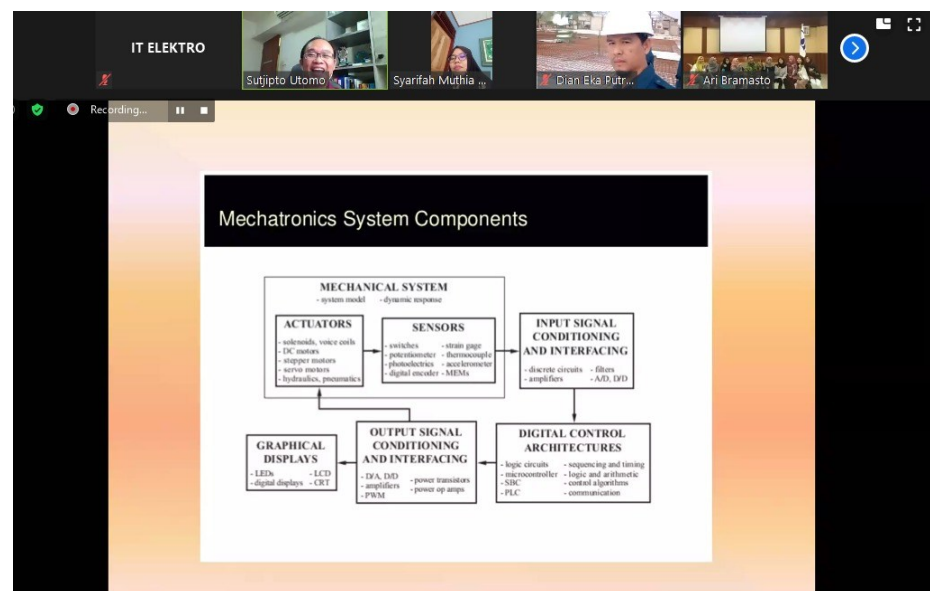 IT ELEKTRO
Sutjipto Utomo
Syarifah Muthia ...
Dian Eka Putr...
Ari Bramasto
Recording...
Mechatronics System Components
MECHANICAL SYSTEM
- system model - dynamic response
ACTUATORS
- solenoids, voice coils
- DC motors
- stepper motors
- servo motors
- hydraulics, pneumatics
SENSORS
- switches - strain gage
- potentiometer - thermocouple
- photoelectrics - accelerometer
- digital encoder - MEMs
INPUT SIGNAL
CONDITIONING
AND INTERFACING
- discrete circuits - filters
- amplifiers - A/D, D/D
GRAPHICAL
DISPLAYS
- LEDs - LCD
- digital displays - CRT
OUTPUT SIGNAL
CONDITIONING
AND INTERFACING
- D/A, D/D - power transistors
- amplifiers - power op amps
- PWM
DIGITAL CONTROL
ARCHITECTURES
- logic circuits - sequencing and timing
- microcontroller - logic and arithmetic
- SBC - control algorithms
- PLC - communication